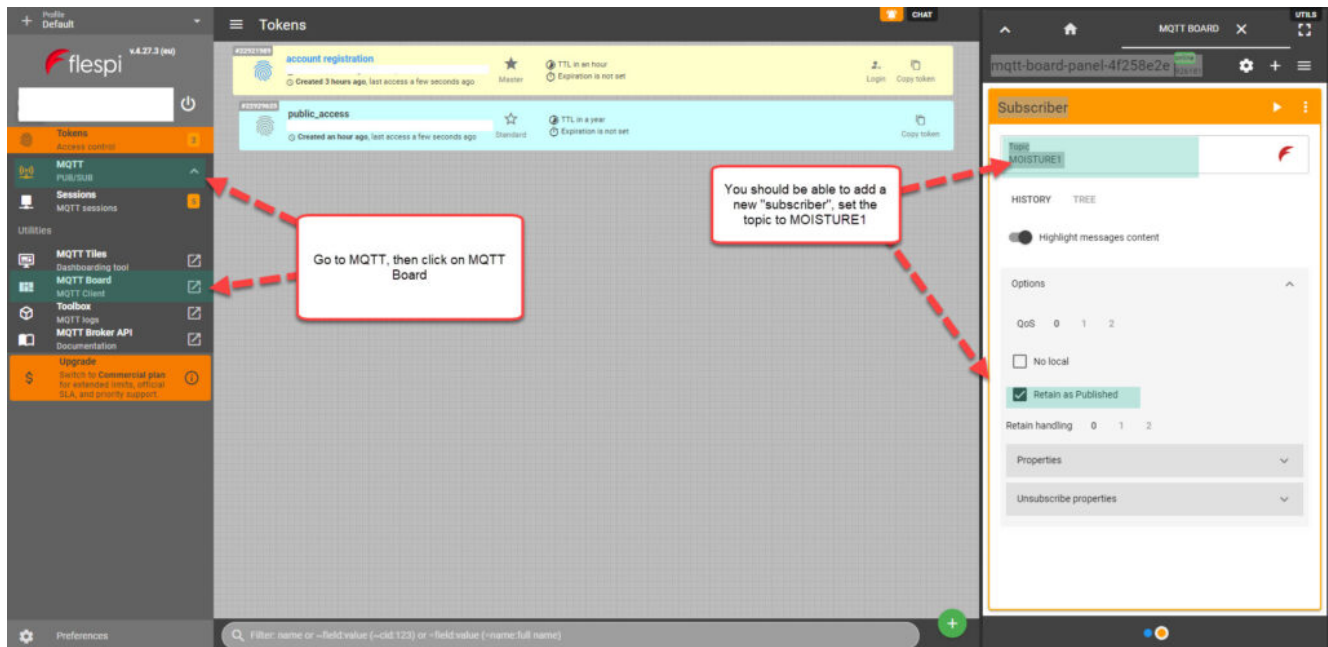 Profile
Default
flespi
v.4.27.3 (eu)
Tokens
Access control
3
MQTT
PUB/SUB
Sessions
MQTT sessions
Utilities
MQTT Tiles
Dashboarding tool
MQTT Board
MQTT Client
Toolbox
MQTT logs
MQTT Broker API
Documentation
Upgrade
Switch to Commercial plan
for extended limits, official
SLA, and priority support.
Preferences
Tokens
CHAT
account registration
Created 3 hours ago, last access a few seconds ago
Master
TTL in an hour
Expiration is not set
Login
Copy token
public_access
Created an hour ago, last access a few seconds ago
Standard
TTL in a year
Expiration is not set
Copy token
Go to MQTT, then click on MQTT
Board
You should be able to add a
new "subscriber", set the
topic to MOISTURE1
Filter: name or ~field:value (~cid:123) or =field:value (=name:full name)
UTILS
MQTT BOARD
mqtt-board-panel-4f258e2e
Subscriber
Topic
MOISTURE1
HISTORY TREE
Highlight messages content
Options
QoS 0 1 2
No local
Retain as Published
Retain handling 0 1 2
Properties
Unsubscribe properties